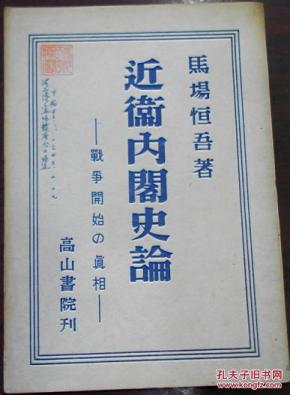 馬場恒吾著
近衞內閣史論
──戰爭開始の眞相──
高山書院刊
孔夫子旧书网